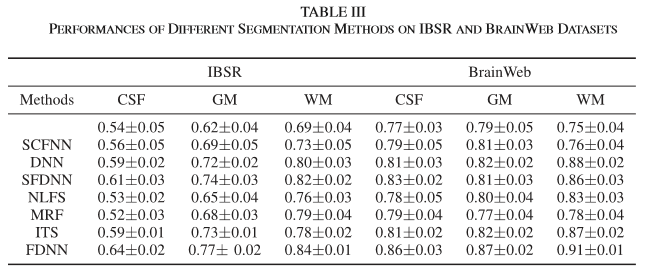 TABLE III
PERFORMANCES OF DIFFERENT SEGMENTATION METHODS ON IBSR AND BRAINWEB DATASETS
IBSR BrainWeb
Methods CSF GM WM CSF GM WM
0.54±0.05 0.62±0.04 0.69±0.04 0.77±0.03 0.79±0.05 0.75±0.04
SCFNN 0.56±0.05 0.69±0.05 0.73±0.05 0.79±0.05 0.81±0.03 0.76±0.04
DNN 0.59±0.02 0.72±0.02 0.80±0.03 0.81±0.03 0.82±0.02 0.88±0.02
SFDNN 0.61±0.03 0.74±0.03 0.82±0.02 0.83±0.02 0.81±0.03 0.86±0.03
NLFS 0.53±0.02 0.65±0.04 0.76±0.03 0.78±0.05 0.80±0.04 0.83±0.03
MRF 0.52±0.03 0.68±0.03 0.79±0.04 0.79±0.04 0.77±0.04 0.78±0.04
ITS 0.59±0.01 0.73±0.01 0.78±0.02 0.81±0.02 0.82±0.02 0.87±0.02
FDNN 0.64±0.02 0.77± 0.02 0.84±0.01 0.86±0.03 0.87±0.02 0.91±0.01